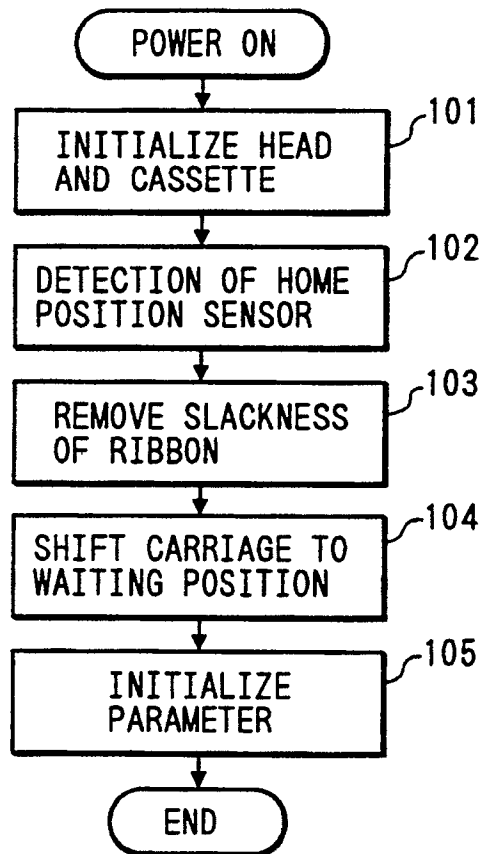 POWER ON
101
INITIALIZE HEAD
AND CASSETTE
102
DETECTION OF HOME
POSITION SENSOR
103
REMOVE SLACKNESS
OF RIBBON
104
SHIFT CARRIAGE TO
WAITING POSITION
105
INITIALIZE
PARAMETER
END